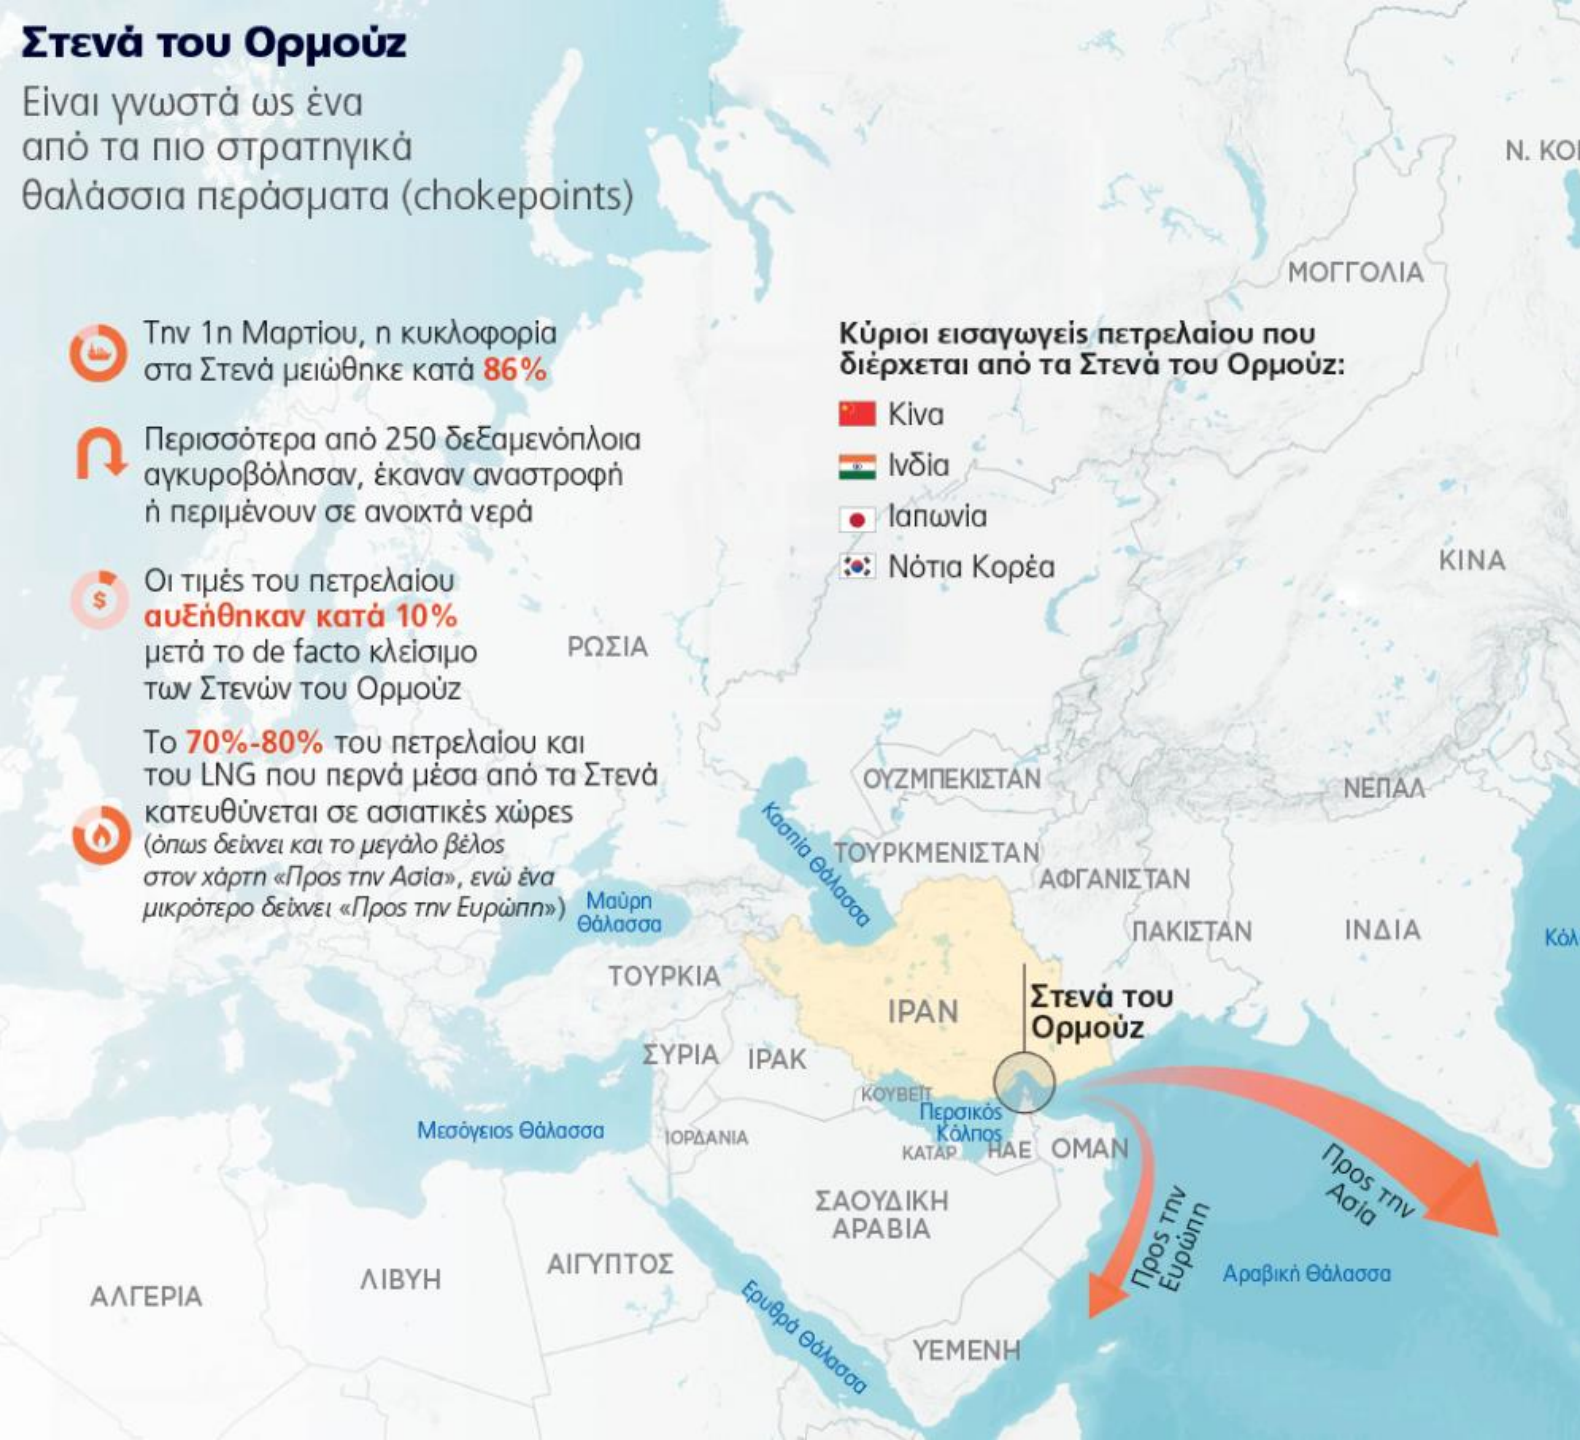 Στενά του Ορμούζ
Είναι γνωστά ως ένα
από τα πιο στρατηγικά
θαλάσσια περάσματα (chokepoints)
Την 1η Μαρτίου, η κυκλοφορία
στα Στενά μειώθηκε κατά 86%
Περισσότερα από 250 δεξαμενόπλοια
αγκυροβόλησαν, έκαναν αναστροφή
ή περιμένουν σε ανοιχτά νερά
$
Οι τιμές του πετρελαίου
αυξήθηκαν κατά 10%
μετά το de facto κλείσιμο
των Στενών του Ορμούζ
Το 70%-80% του πετρελαίου και
του LNG που περνά μέσα από τα Στενά
κατευθύνεται σε ασιατικές χώρες
(όπως δείχνει και το μεγάλο βέλος
στον χάρτη «Προς την Ασία», ενώ ένα
μικρότερο δείχνει «Προς την Ευρώπη»)
Κύριοι εισαγωγείς πετρελαίου που
διέρχεται από τα Στενά του Ορμούζ:
Κίνα
Ινδία
Ιαπωνία
Νότια Κορέα
ΜΟΓΓΟΛΙΑ
ΚΙΝΑ
ΡΩΣΙΑ
ΟΥΖΜΠΕΚΙΣΤΑΝ
ΝΕΠΑΛ
Κασπία Θάλασσα
ΤΟΥΡΚΜΕΝΙΣΤΑΝ
ΑΦΓΑΝΙΣΤΑΝ
Μαύρη
Θάλασσα
ΠΑΚΙΣΤΑΝ
ΙΝΔΙΑ
ΤΟΥΡΚΙΑ
ΙΡΑΝ
Στενά του
Ορμούζ
ΣΥΡΙΑ
ΙΡΑΚ
ΚΟΥΒΕΙΤ
Περσικός
Κόλπος
Μεσόγειος Θάλασσα
ΙΟΡΔΑΝΙΑ
ΚΑΤΑΡ
ΗΑΕ
ΟΜΑΝ
Προς την
Ασία
ΣΑΟΥΔΙΚΗ
ΑΡΑΒΙΑ
Προς την
Ευρώπη
ΑΙΓΥΠΤΟΣ
ΛΙΒΥΗ
ΑΛΓΕΡΙΑ
Αραβική Θάλασσα
Ερυθρά Θάλασσα
ΥΕΜΕΝΗ